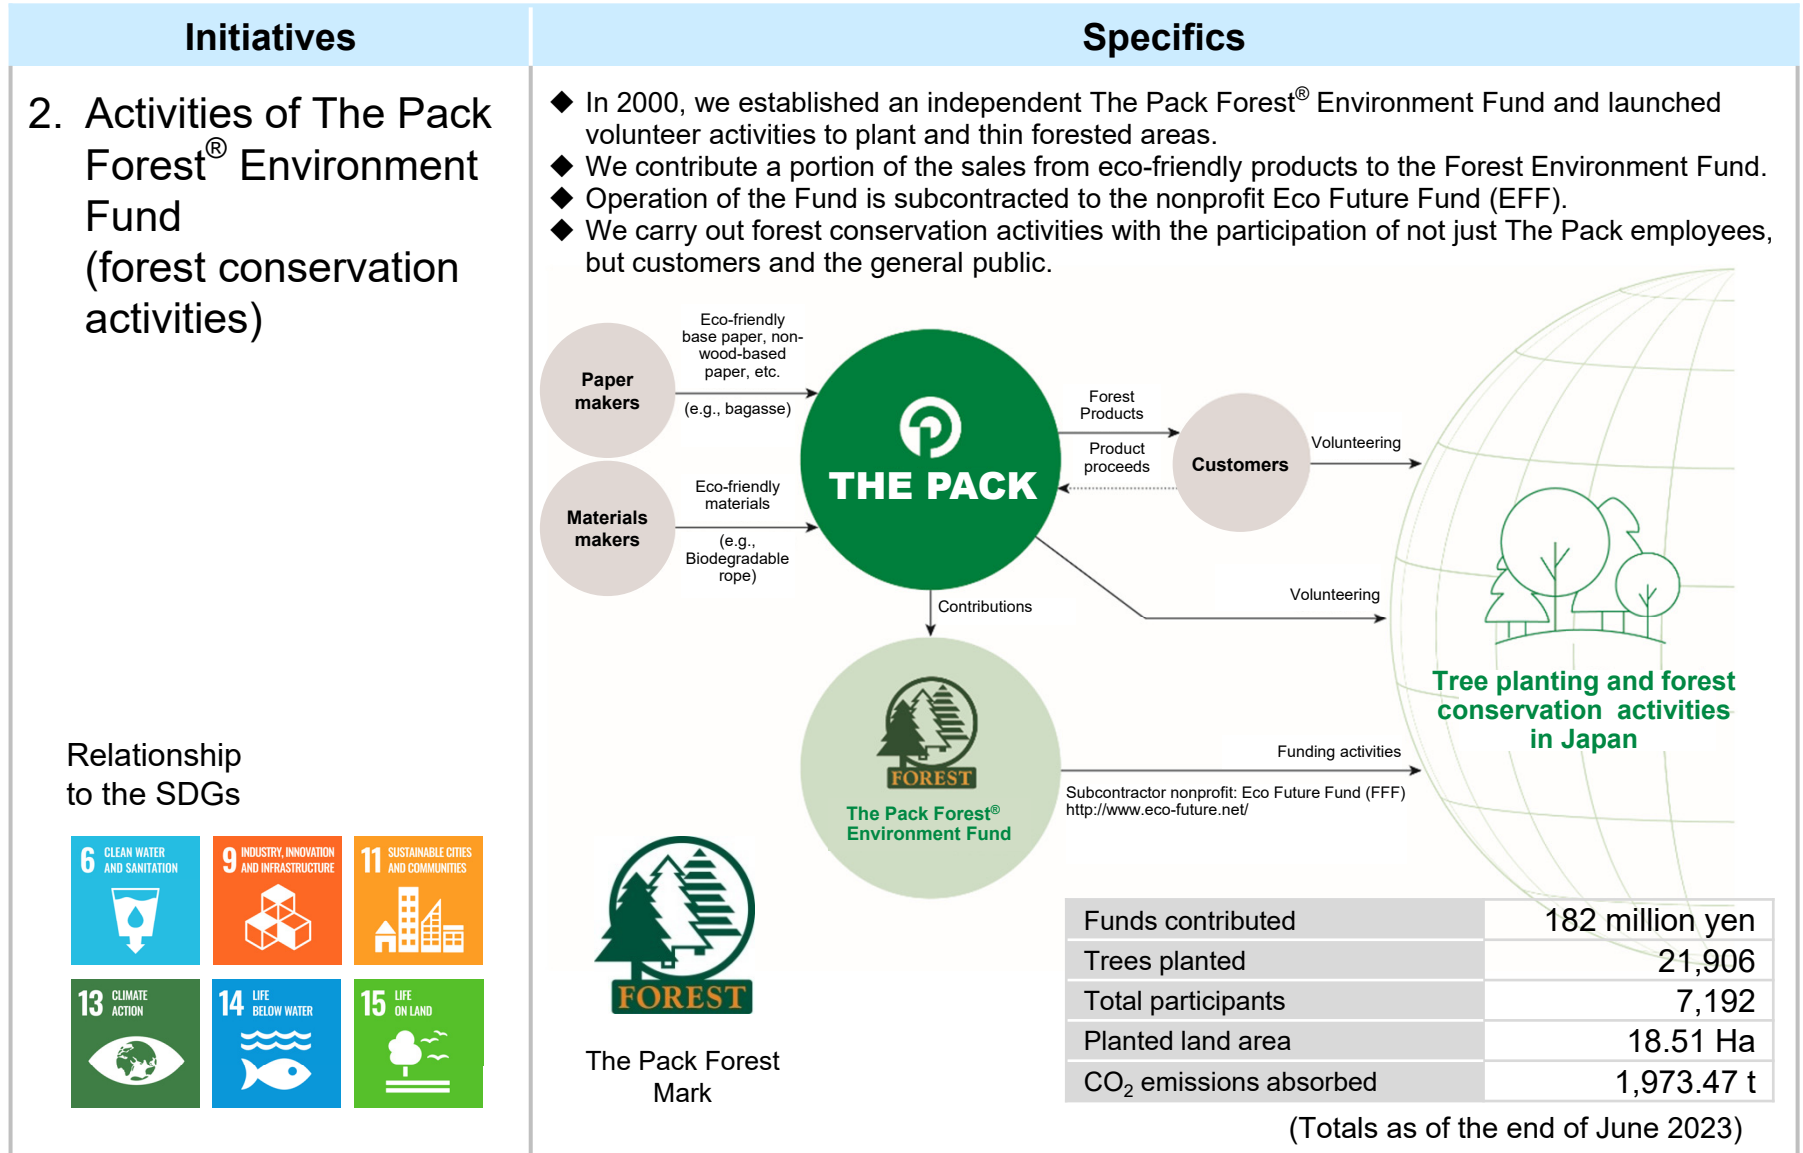 Initiatives
Specifics
2. Activities of The Pack
Forest® Environment
Fund
(forest conservation
activities)
◆ In 2000, we established an independent The Pack Forest® Environment Fund and launched
volunteer activities to plant and thin forested areas.
◆ We contribute a portion of the sales from eco-friendly products to the Forest Environment Fund.
◆ Operation of the Fund is subcontracted to the nonprofit Eco Future Fund (EFF).
◆ We carry out forest conservation activities with the participation of not just The Pack employees,
but customers and the general public.
Paper
makers
Eco-friendly
base paper, non-
wood-based
paper, etc.
(e.g., bagasse)
Materials
makers
Eco-friendly
materials
(e.g.,
Biodegradable
rope)
THE PACK
Forest
Products
Product
proceeds
Customers
Volunteering
Volunteering
Contributions
FOREST
The Pack Forest®
Environment Fund
Funding activities
Subcontractor nonprofit: Eco Future Fund (FFF)
http://www.eco-future.net/
Tree planting and forest
conservation activities
in Japan
Relationship
to the SDGs
6 CLEAN WATER
AND SANITATION
9 INDUSTRY, INNOVATION
AND INFRASTRUCTURE
11 SUSTAINABLE CITIES
AND COMMUNITIES
13 CLIMATE
ACTION
14 LIFE
BELOW WATER
15 LIFE
ON LAND
FOREST
The Pack Forest
Mark
Funds contributed 182 million yen
Trees planted 21,906
Total participants 7,192
Planted land area 18.51 Ha
CO₂ emissions absorbed 1,973.47 t
(Totals as of the end of June 2023)